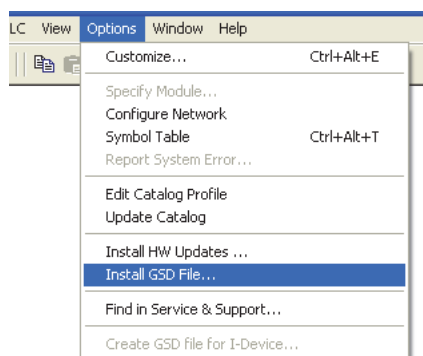 LC View Options Window Help
Customize... Ctrl+Alt+E
Specify Module...
Configure Network
Symbol Table Ctrl+Alt+T
Report System Error...
Edit Catalog Profile
Update Catalog
Install HW Updates ...
Install GSD File...
Find in Service & Support...
Create GSD file for I-Device...